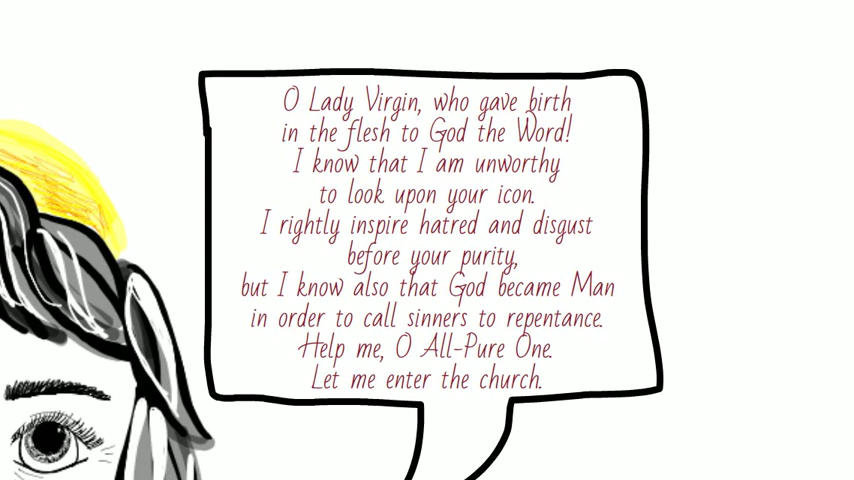 O Lady Virgin, who gave birth
in the flesh to God the Word!
I know that I am unworthy
to look upon your icon.
I rightly inspire hatred and disgust
before your purity,
but I know also that God became Man
in order to call sinners to repentance.
Help me, O All-Pure One.
Let me enter the church.